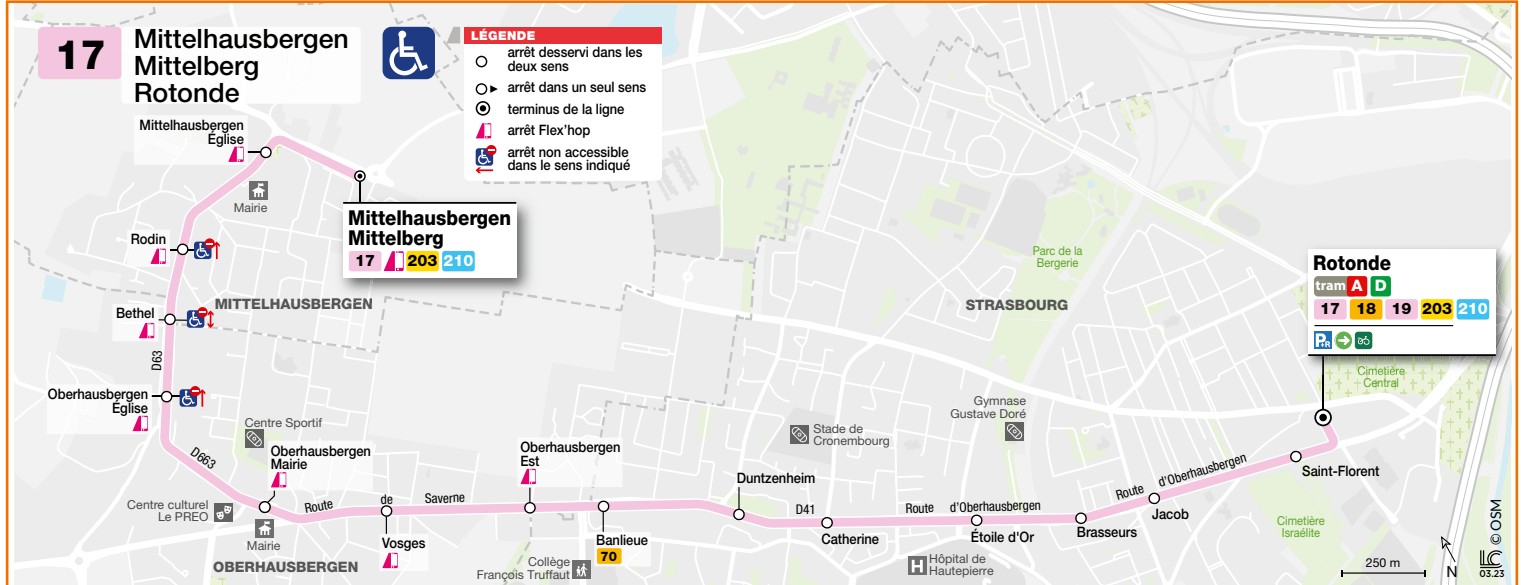 17
Mittelhausbergen
Mittelberg
Rotonde
LÉGENDE
arrêt desservi dans les
deux sens
arrêt dans un seul sens
terminus de la ligne
arrêt Flex'hop
arrêt non accessible
dans le sens indiqué
Mittelhausbergen
Église
Mairie
Mittelhausbergen
Mittelberg
17 203 210
Rodin
MITTELHAUSBERGEN
Bethel
D63
Oberhausbergen
Église
Centre Sportif
D663
Oberhausbergen
Mairie
Centre culturel
Le PREO
Mairie
OBERHAUSBERGEN
Route de Saverne
Vosges
Oberhausbergen
Est
Banlieue
70
Collège
François Truffaut
Duntzenheim
D41
Catherine
Route d'Oberhausbergen
Étoile d'Or
Hôpital de
Hautepierre
H
Stade de
Cronembourg
Gymnase
Gustave Doré
Parc de la
Bergerie
STRASBOURG
Brasseurs
Jacob
Route d'Oberhausbergen
Saint-Florent
Rotonde
tram A D
17 18 19 203 210
P+R
Cimetière
Central
Cimetière
Israélite
250 m
N
LC © OSM
03.23